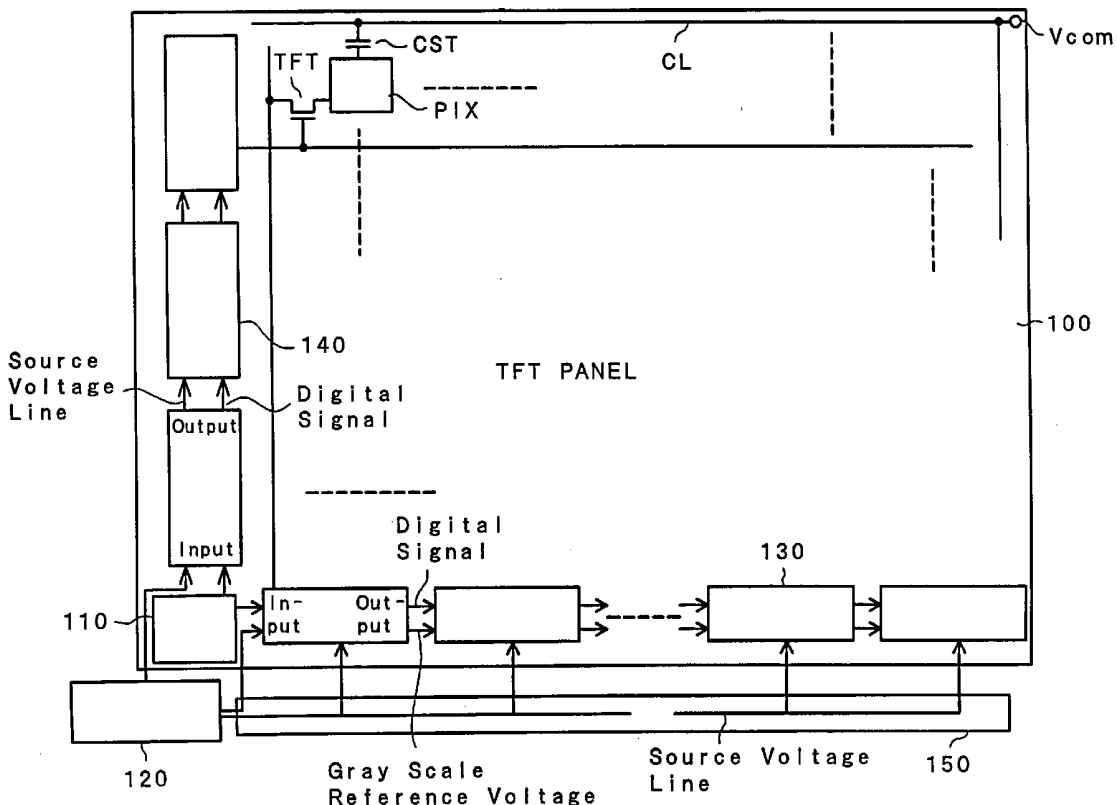 Vcom
CST
CL
TFT
PIX
100
140
TFT PANEL
Source
Voltage
Line
Digital
Signal
Output
Input
Digital
Signal
130
110
In-
put
Out-
put
120
Gray Scale
Reference Voltage
Source Voltage
Line
150